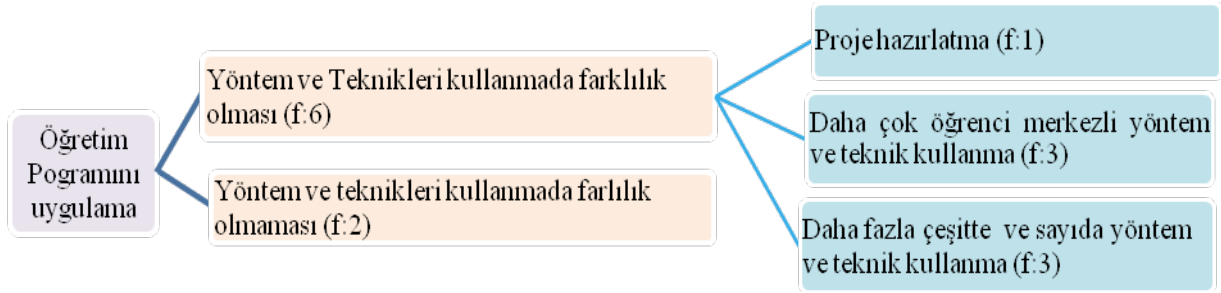 Öğretim
Pogramını
uygulama
Yöntem ve Teknikleri kullanmada farklılık
olması (f:6)
Yöntem ve teknikleri kullanmada farlılık
olmaması (f:2)
Proje hazırlatma (f:1)
Daha çok öğrenci merkezli yöntem
ve teknik kullanma (f:3)
Daha fazla çeşitte ve sayıda yöntem
ve teknik kullanma (f:3)